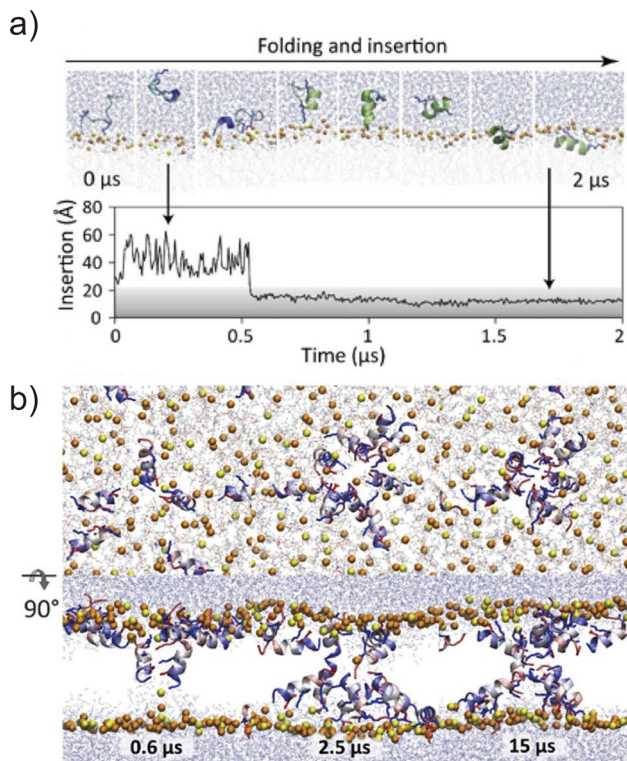 a)
Folding and insertion
0 μs
2 μs
Insertion (Å)
80
60
40
20
0
0
0.5
1
1.5
2
Time (μs)
b)
90°
0.6 μs
2.5 μs
15 μs